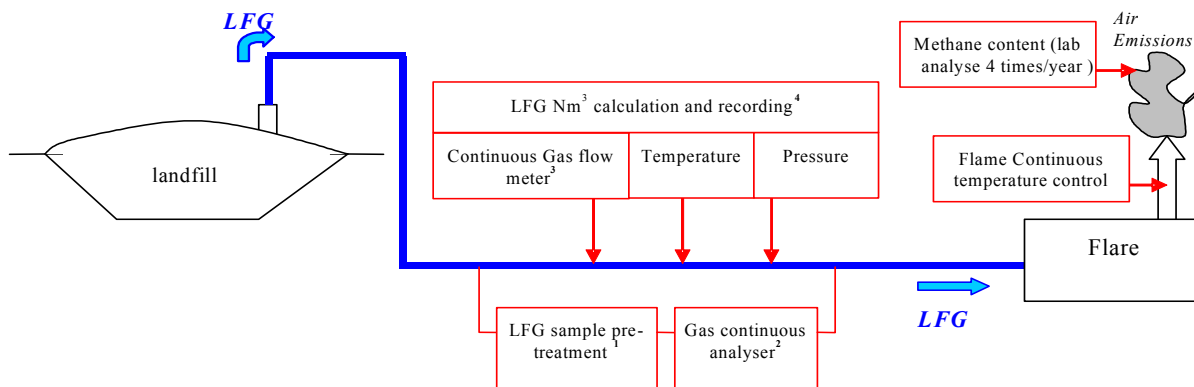 LFG
landfill
LFG Nm³ calculation and recording⁴
Continuous Gas flow
meter³
Temperature
Pressure
LFG sample pre-
treatment ¹
Gas continuous
analyser²
LFG
Air
Emissions
Methane content (lab
analyse 4 times/year )
Flame Continuous
temperature control
Flare